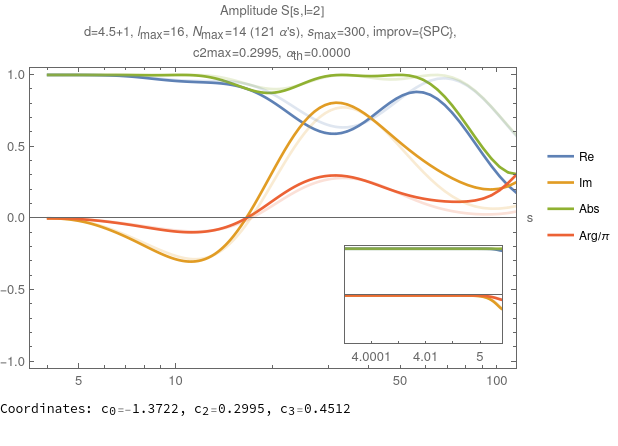 Amplitude S[s,l=2]
d=4.5+1, lmax=16, Nmax=14 (121 α's), smax=300, improv={SPC},
c2max=0.2995, αth=0.0000
1.0
0.5
0.0
−0.5
−1.0
s
Re
Im
Abs
Arg/π
4.0001 4.01 5
5 10 50 100
Coordinates: c0=-1.3722, c2=0.2995, c3=0.4512